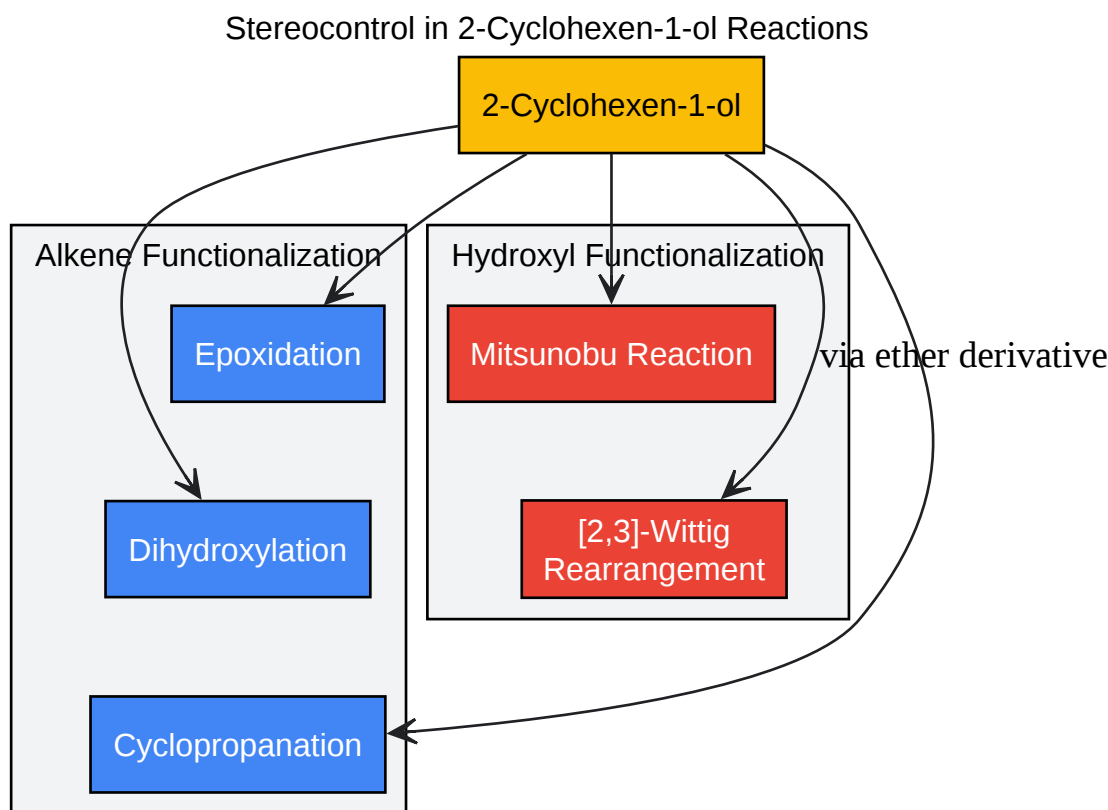 Stereocontrol in 2-Cyclohexen-1-ol Reactions
2-Cyclohexen-1-ol
Alkene Functionalization
Hydroxyl Functionalization
Epoxidation
Mitsunobu Reaction
via ether derivative
Dihydroxylation
[2,3]-Wittig
Rearrangement
Cyclopropanation